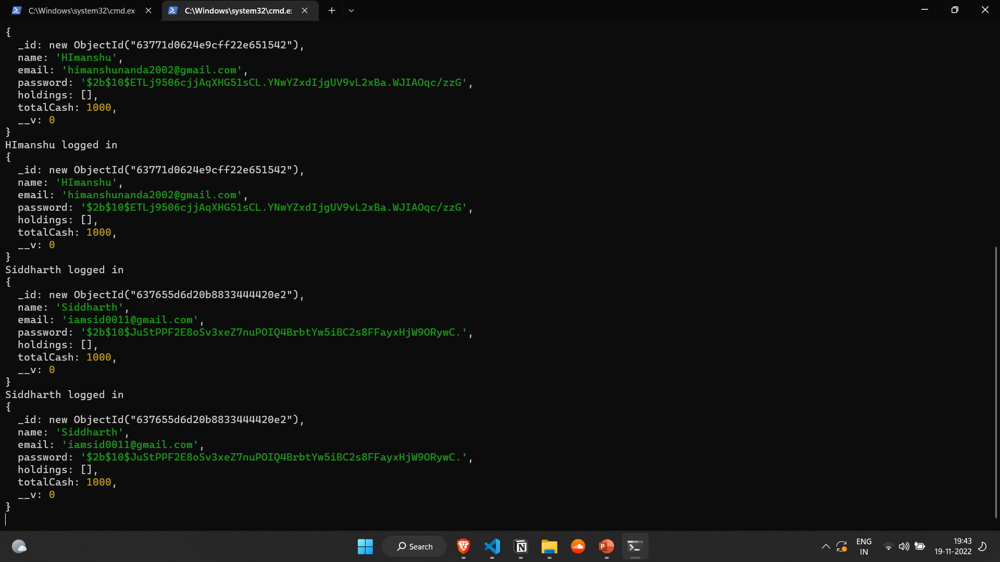 C:\Windows\system32\cmd.ex
C:\Windows\system32\cmd.e:
{
_id: new ObjectId("63771d0624e9cff22e651542"),
name: 'HImanshu',
email: 'himanshunanda2002@gmail.com',
password: '$2b$10$ETLj9506cjjAqXHG51sCL.YNwYZxdIjgUV9vL2xBa.WJIAOqc/zzG',
holdings: [],
totalCash: 1000,
__v: 0
}
HImanshu logged in
{
_id: new ObjectId("63771d0624e9cff22e651542"),
name: 'HImanshu',
email: 'himanshunanda2002@gmail.com',
password: '$2b$10$ETLj9506cjjAqXHG51sCL.YNwYZxdIjgUV9vL2xBa.WJIAOqc/zzG',
holdings: [],
totalCash: 1000,
__v: 0
}
Siddharth logged in
{
_id: new ObjectId("637655d6d20b8833444420e2"),
name: 'Siddharth',
email: 'iamsid0011@gmail.com',
password: '$2b$10$JuStPPF2E8oSv3xeZ7nuPOIQ4BrbtYw5iBC2s8FFayxHjW9ORywC.',
holdings: [],
totalCash: 1000,
__v: 0
}
Siddharth logged in
{
_id: new ObjectId("637655d6d20b8833444420e2"),
name: 'Siddharth',
email: 'iamsid0011@gmail.com',
password: '$2b$10$JuStPPF2E8oSv3xeZ7nuPOIQ4BrbtYw5iBC2s8FFayxHjW9ORywC.',
holdings: [],
totalCash: 1000,
__v: 0
}
Search
ENG
IN
19:43
19-11-2022